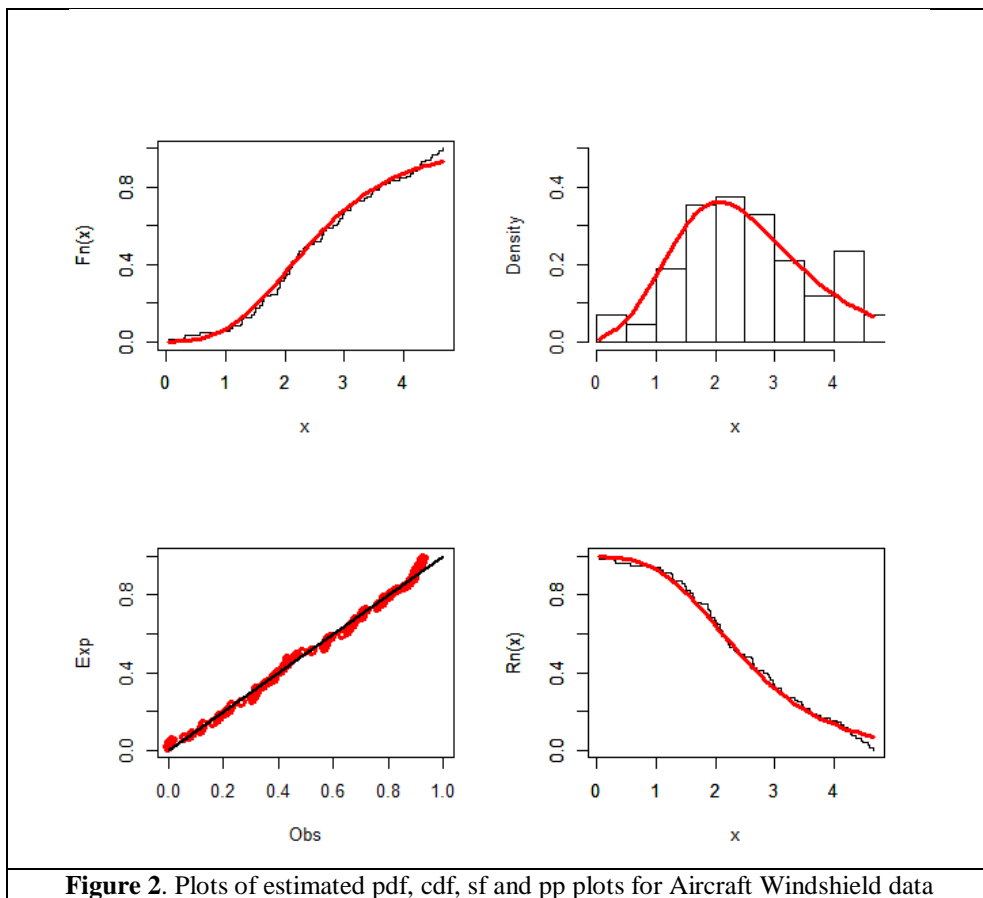 Fn(x)
0.8
0.4
0.0
0 1 2 3 4
x
Density
0.4
0.2
0.0
0 1 2 3 4
x
Exp
0.8
0.4
0.0
0.0 0.2 0.4 0.6 0.8 1.0
Obs
Rn(x)
0.8
0.4
0.0
0 1 2 3 4
x
Figure 2. Plots of estimated pdf, cdf, sf and pp plots for Aircraft Windshield data